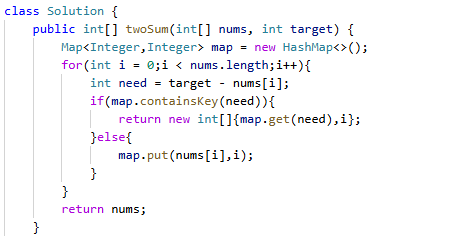 class Solution {
    public int[] twoSum(int[] nums, int target) {
        Map<Integer,Integer> map = new HashMap<>();
        for(int i = 0;i < nums.length;i++){
            int need = target - nums[i];
            if(map.containsKey(need)){
                return new int[]{map.get(need),i};
            }else{
                map.put(nums[i],i);
            }
        }
        return nums;
    }